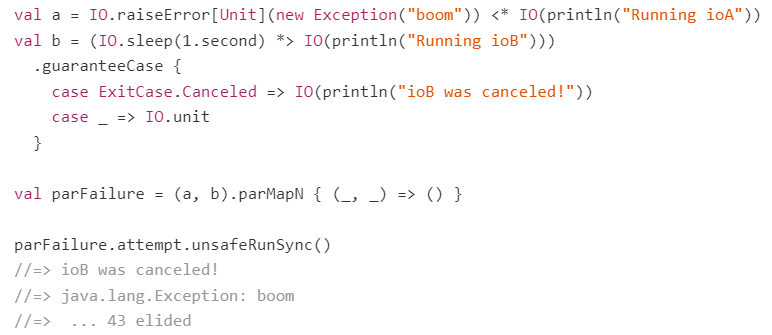 val a = IO.raiseError[Unit](new Exception("boom")) <* IO(println("Running ioA"))
val b = (IO.sleep(1.second) *> IO(println("Running ioB")))
  .guaranteeCase {
    case ExitCase.Canceled => IO(println("ioB was canceled!"))
    case _ => IO.unit
  }
val parFailure = (a, b).parMapN { (_, _) => () }
parFailure.attempt.unsafeRunSync()
//=> ioB was canceled!
//=> java.lang.Exception: boom
//=>  ... 43 elided